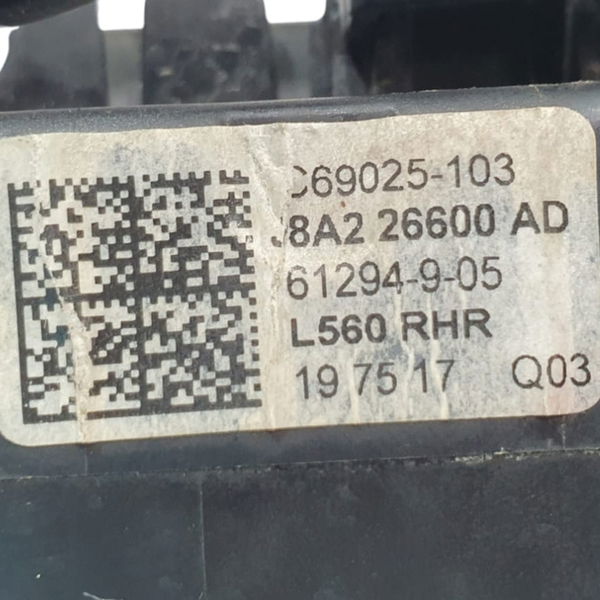 C69025-103
J8A2 26600 AD
61294-9-05
L560 RHR
19 75 17 Q03